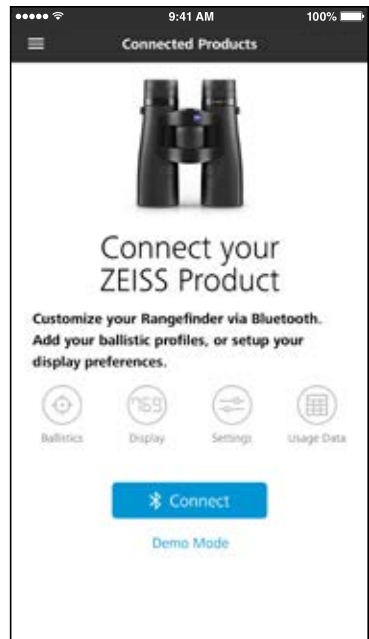 9:41 AM
100%
Connected Products
Connect your
ZEISS Product
Customize your Rangefinder via Bluetooth.
Add your ballistic profiles, or setup your
display preferences.
769
Ballistics Display Settings Usage Data
Connect
Demo Mode